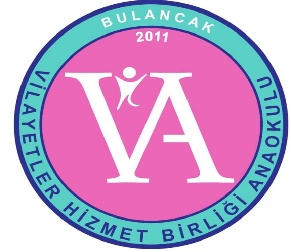 BULANCAK
2011
VA
VİLAYETLER HİZMET BİRLİĞİ ANAOKULU